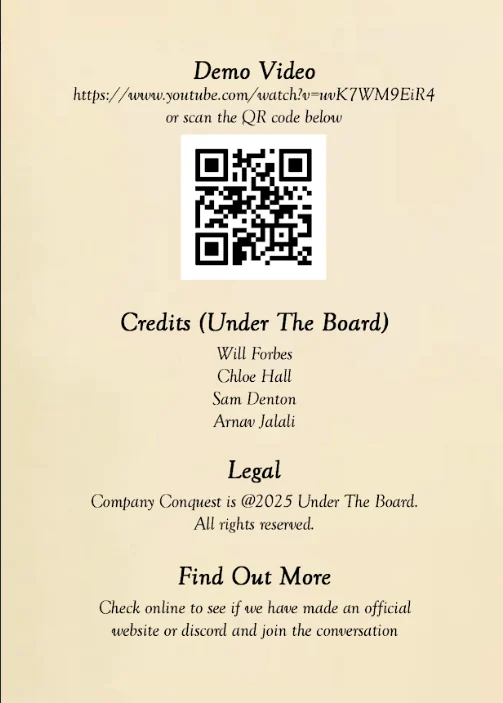 Demo Video
https://www.youtube.com/watch?v=uvK7WM9EiR4
or scan the QR code below
Credits (Under The Board)
Will Forbes
Chloe Hall
Sam Denton
Arnav Jalali
Legal
Company Conquest is @2025 Under The Board.
All rights reserved.
Find Out More
Check online to see if we have made an official
website or discord and join the conversation